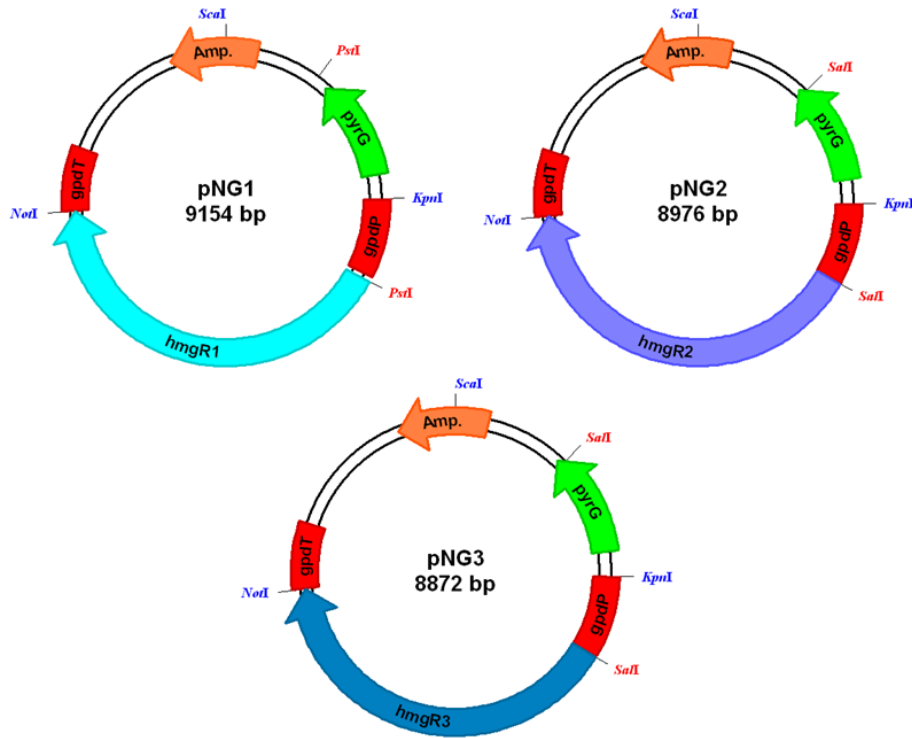 ScaI
Amp.
PstI
pyrG
gpdT
pNG1
9154 bp
KpnI
NotI
gpdP
PstI
hmgR1
ScaI
Amp.
SalI
pyrG
gpdT
pNG2
8976 bp
KpnI
NotI
gpdP
SalI
hmgR2
ScaI
Amp.
SalI
pyrG
gpdT
pNG3
8872 bp
KpnI
NotI
gpdP
SalI
hmgR3